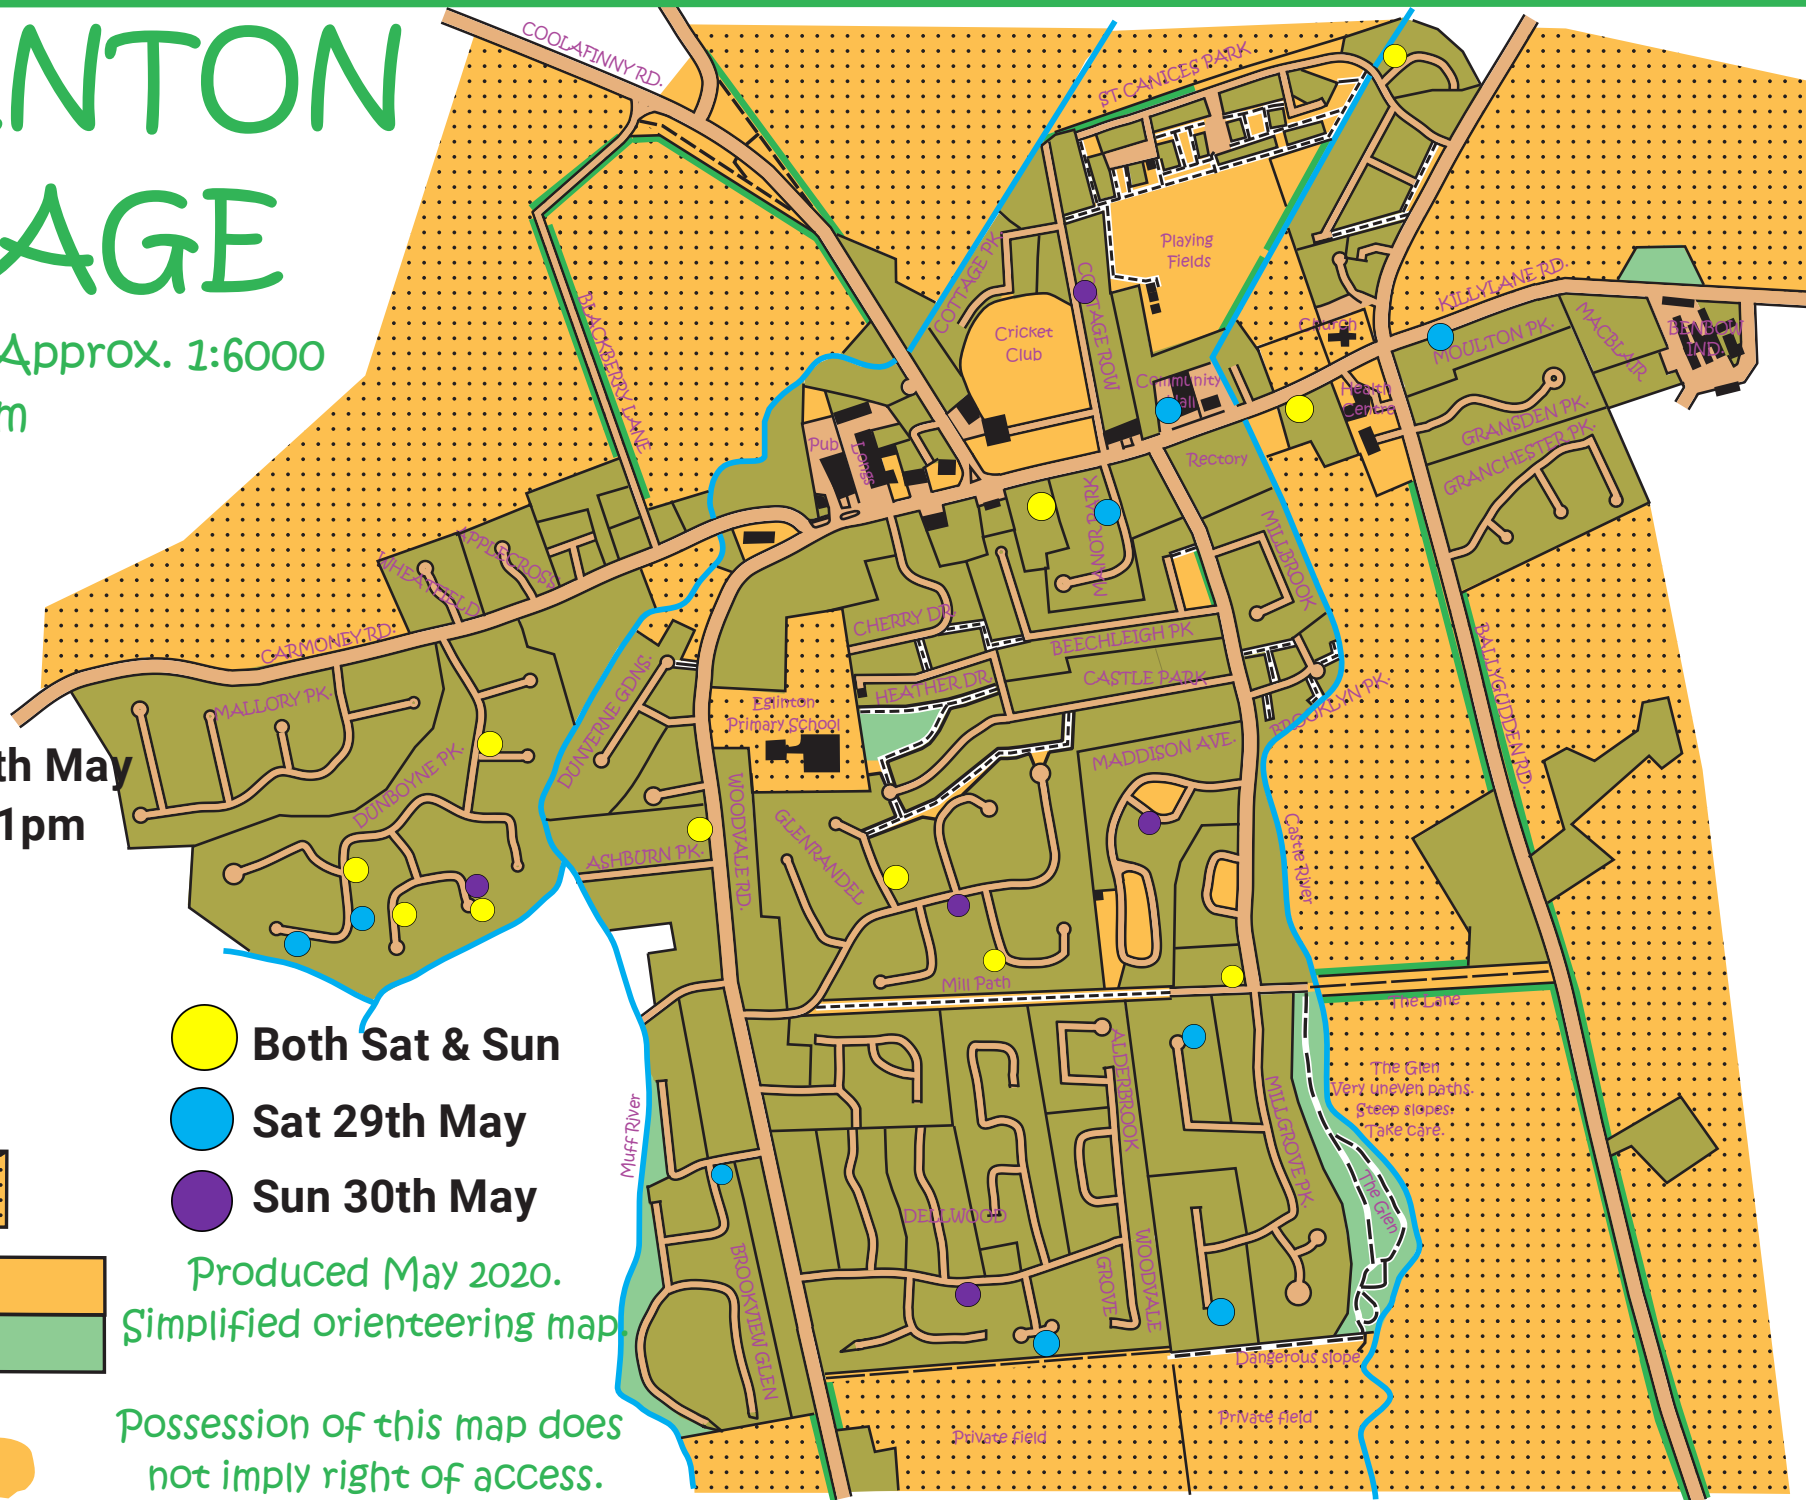 NTON
AGE
Approx. 1:6000
m
th May
1pm
Both Sat & Sun
Sat 29th May
Sun 30th May
Produced May 2020.
Simplified orienteering map.
Possession of this map does
not imply right of access.
COOLAFINNY RD.
ST CANICES PARK
BLACKBERRY LANE
COTTAGE PK.
COTTAGE ROW
Playing
Fields
Cricket
Club
Community
Hall
Church
Health
Centre
KILLYLANE RD.
MOULTON PK.
MACBLAIR
BENBOW
IND.
GRANSDEN PK.
GRANCHESTER PK.
Pub
Longs
Rectory
MANOR PARK
MILLBROOK
APPLECROSS
WHEATFIELD
CARMONEY RD.
MALLORY PK.
DUNBOYNE PK.
DUNVERNE GDNS.
CHERRY DR.
BEECHLEIGH PK
HEATHER DR.
CASTLE PARK
BROOKLYN PK.
BALLYGUDDEN RD
Eglinton
Primary School
MADDISON AVE.
WOODVALE RD.
ASHBURN PK.
GLENRANDEL
Castle River
Mill Path
The Lane
The Glen
Very uneven paths.
Steep slopes.
Take care.
Muff River
ALDERBROOK
MILLGROVE PK.
The Glen
DELLWOOD
BROOKVIEW GLEN
GROVE
WOODVALE
Dangerous slope
Private field
Private field